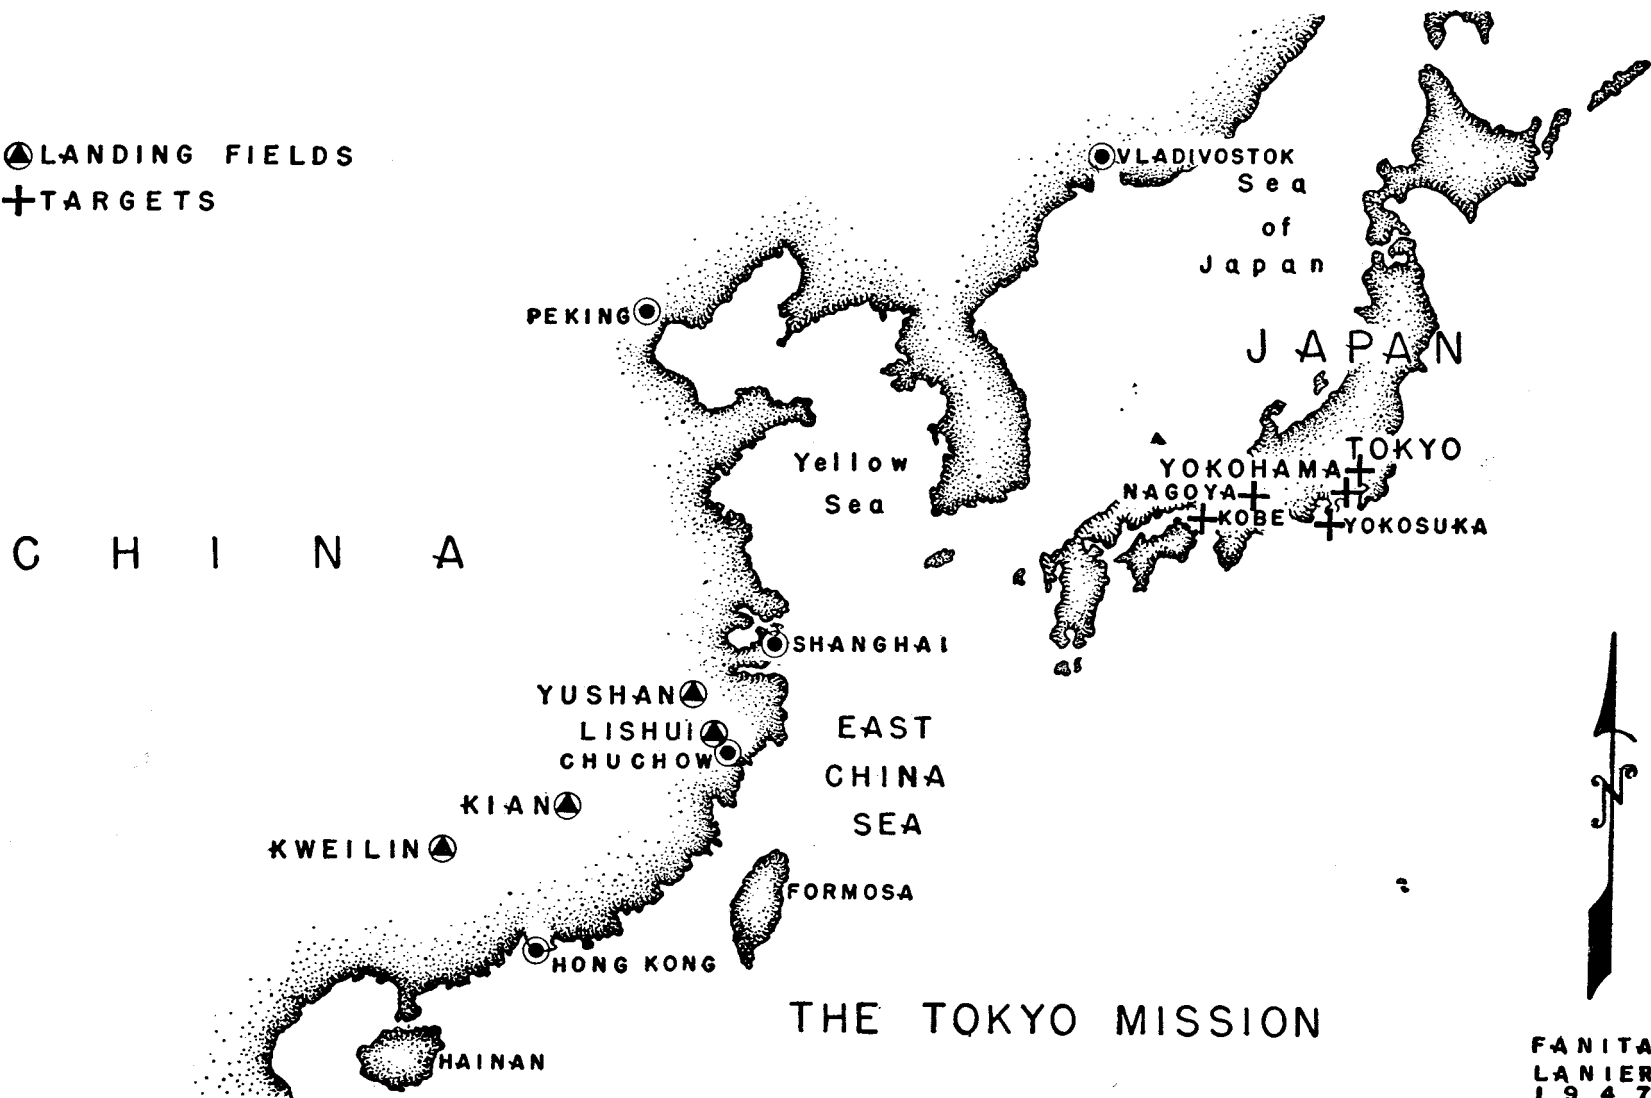 LANDING FIELDS
TARGETS
VLADIVOSTOK
Sea
of
Japan
PEKING
JAPAN
TOKYO
YOKOHAMA
NAGOYA
KOBE
YOKOSUKA
Yellow
Sea
CHINA
SHANGHAI
YUSHAN
LISHUI
CHUCHOW
EAST
CHINA
SEA
KIAN
KWEILIN
FORMOSA
HONG KONG
HAINAN
THE TOKYO MISSION
N
FANITA
LANIER
1947